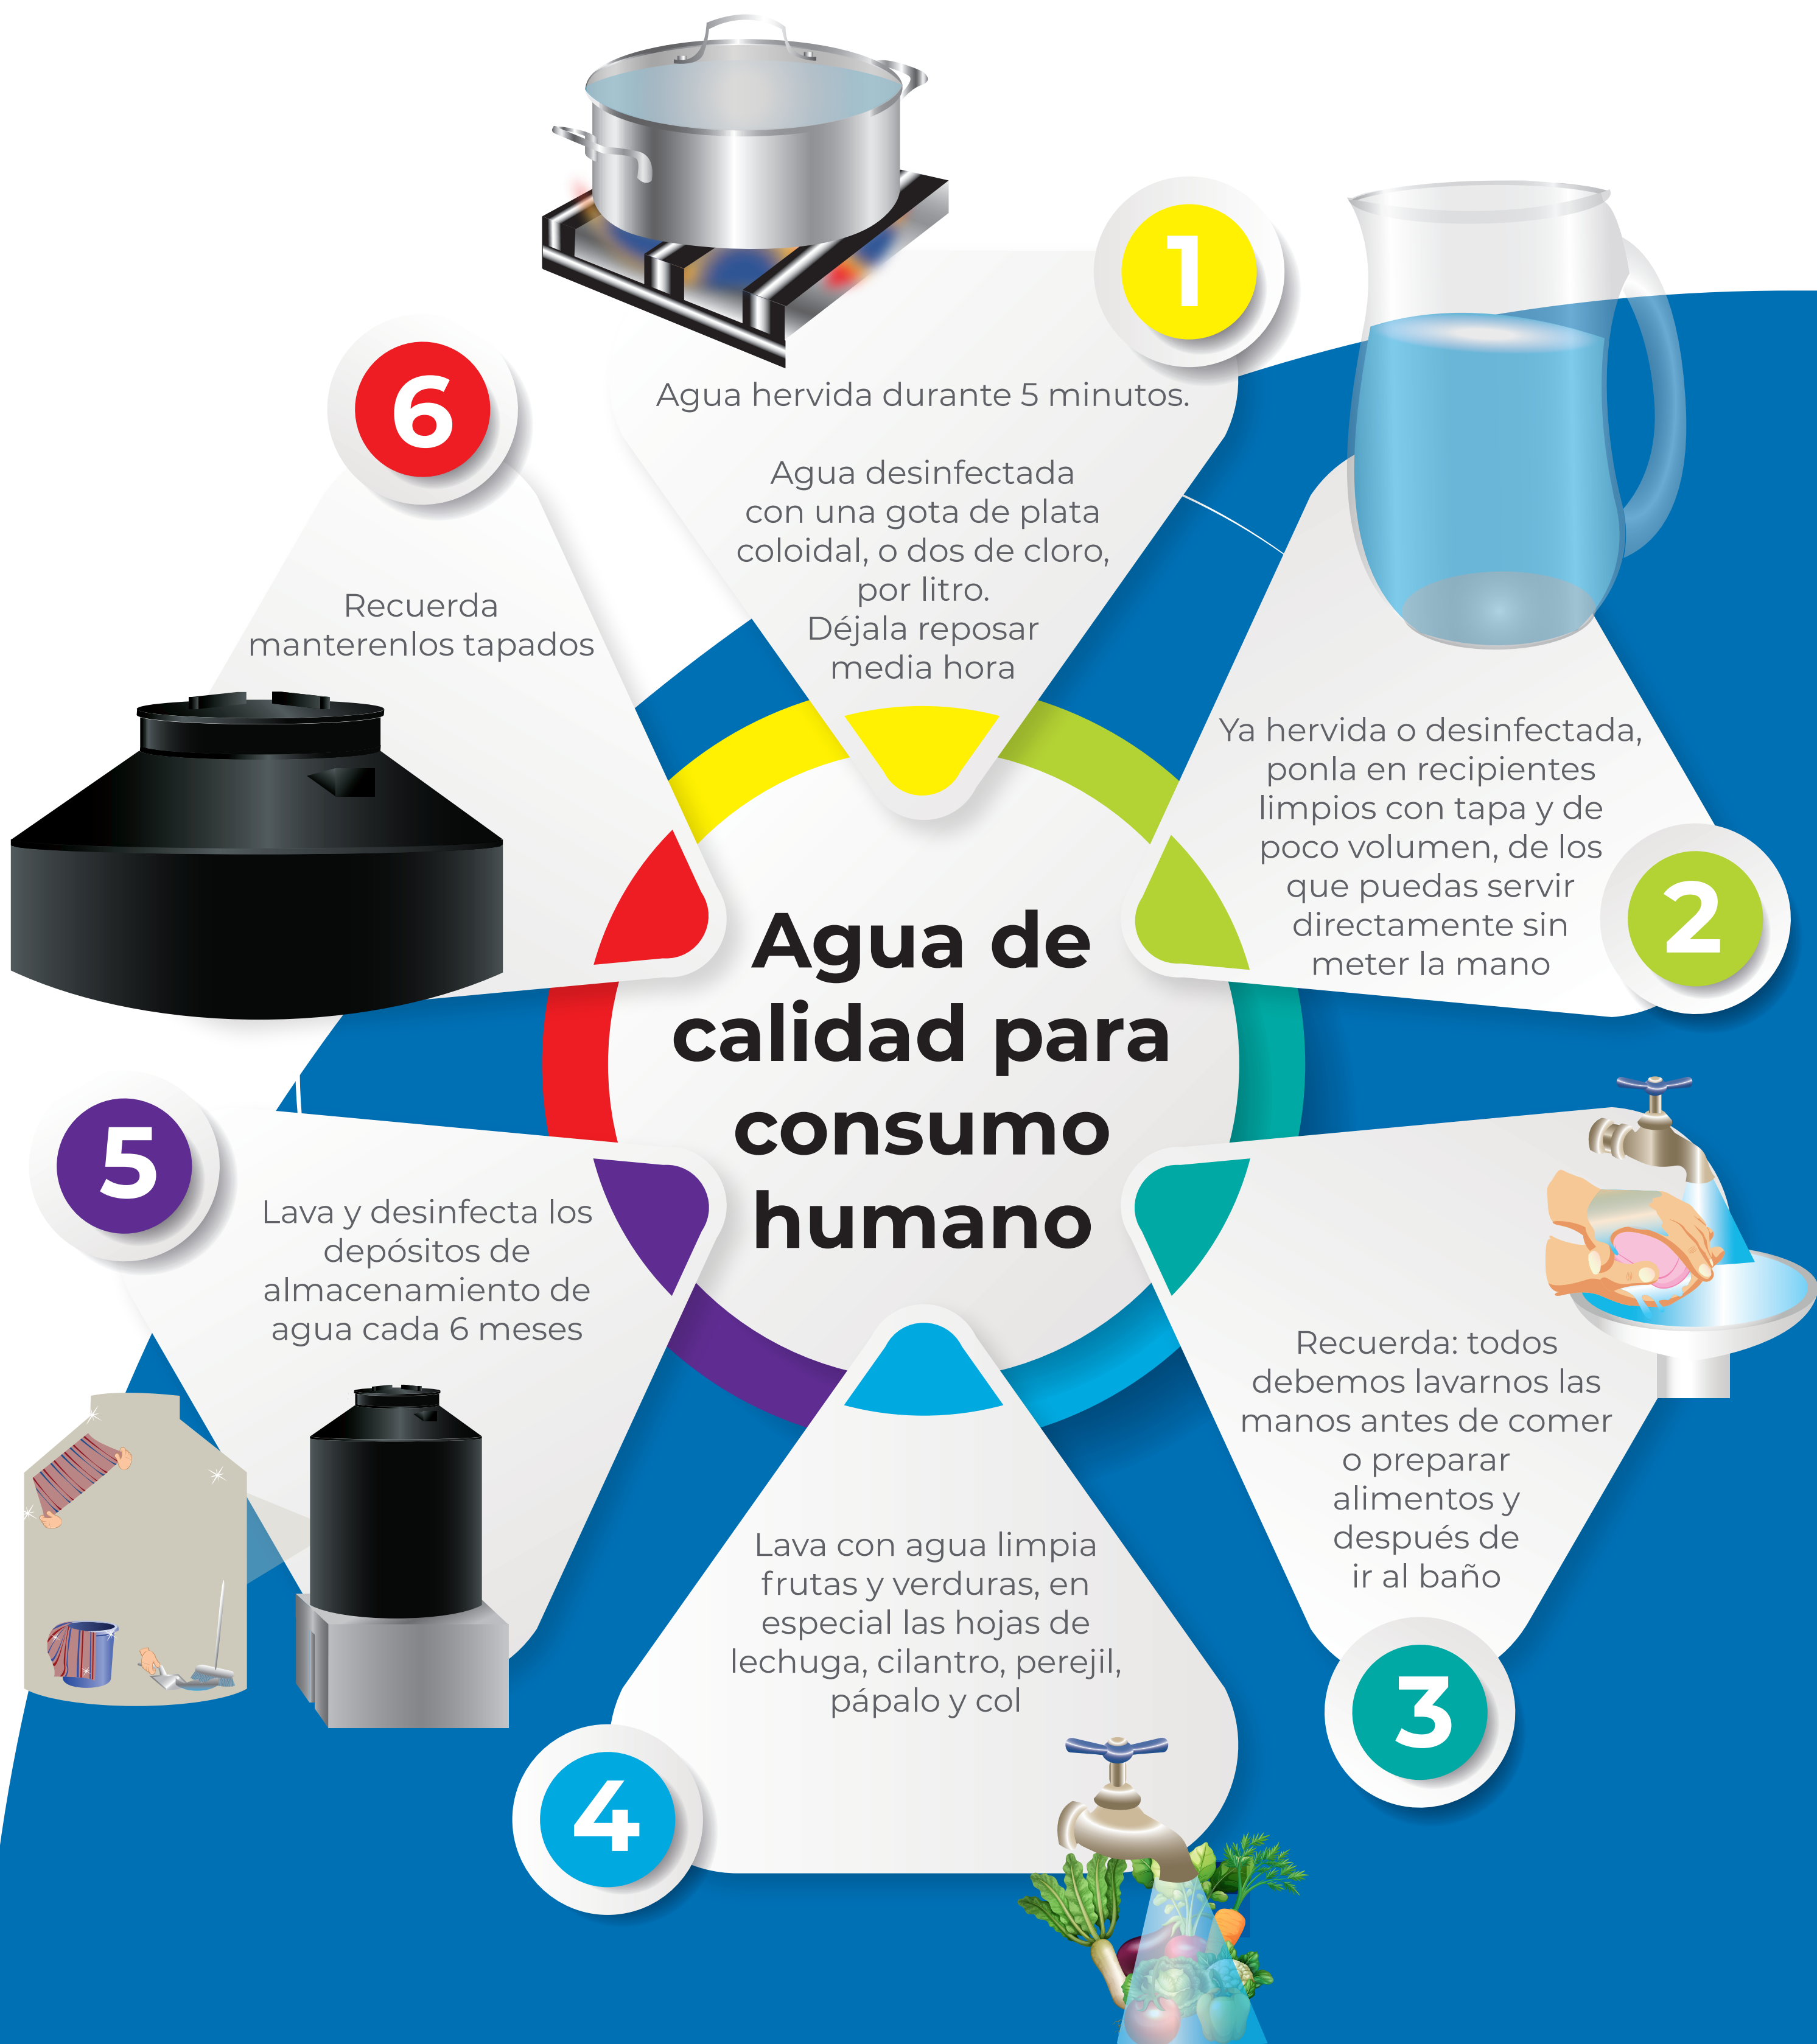 Agua de
calidad para
consumo
humano
1
Agua hervida durante 5 minutos.
Agua desinfectada
con una gota de plata
coloidal, o dos de cloro,
por litro.
Déjala reposar
media hora
2
Ya hervida o desinfectada,
ponla en recipientes
limpios con tapa y de
poco volumen, de los
que puedas servir
directamente sin
meter la mano
3
Recuerda: todos
debemos lavarnos las
manos antes de comer
o preparar
alimentos y
después de
ir al baño
4
Lava con agua limpia
frutas y verduras, en
especial las hojas de
lechuga, cilantro, perejil,
pápalo y col
5
Lava y desinfecta los
depósitos de
almacenamiento de
agua cada 6 meses
6
Recuerda
manterenlos tapados